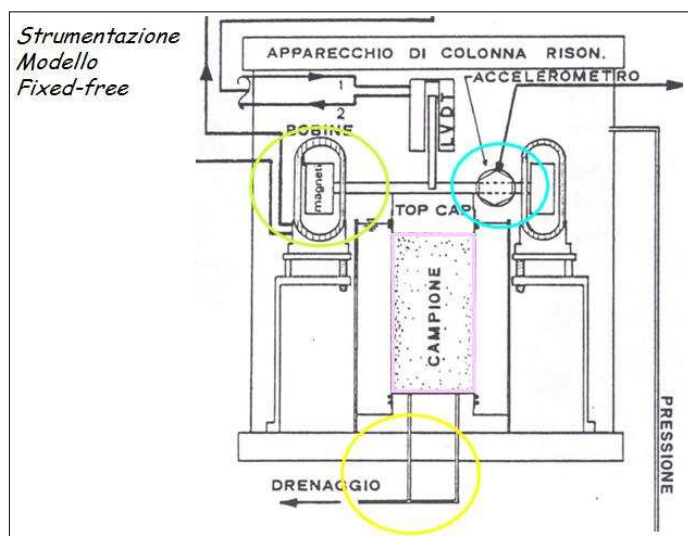 Strumentazione
Modello
Fixed-free
APPARECCHIO DI COLONNA RISON.
ACCELEROMETRO
1
2
LVDT
BOBINE
magneti
TOP CAP
CAMPIONE
PRESSIONE
DRENAGGIO